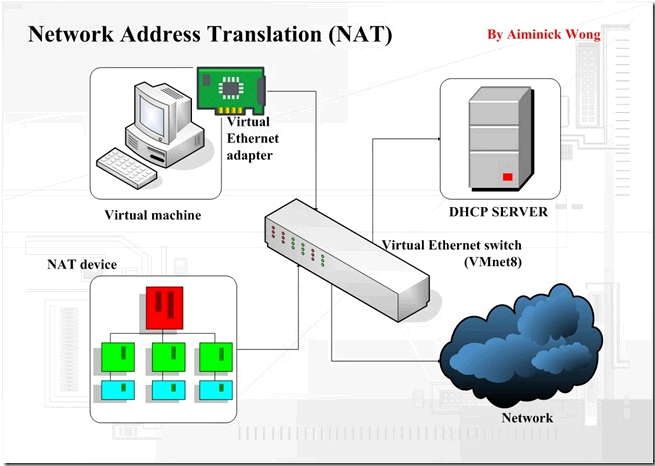 Network Address Translation (NAT)
By Aiminick Wong
Virtual
Ethernet
adapter
Virtual machine
DHCP SERVER
Virtual Ethernet switch
(VMnet8)
NAT device
Network